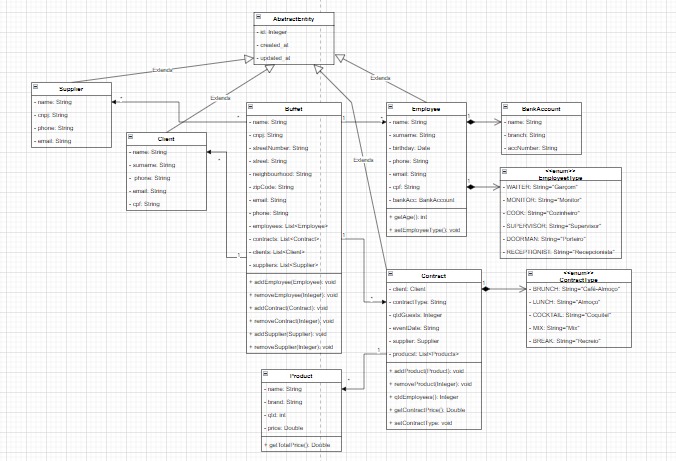 AbstractEntity
- id: Integer
- created_at
- updated_at
Extends
Extends
Extends
Extends
Supplier
- name: String
- cnpj: String
- phone: String
- email: String
Client
- name: String
- surname: String
- phone: String
- email: String
- cpf: String
Buffet
- name: String
- cnpj: String
- streetNumber: String
- street: String
- neighbourhood: String
- zipCode: String
- email: String
- phone: String
- employees: List<Employee>
- contracts: List<Contract>
- clients: List<Client>
- suppliers: List<Supplier>
+ addEmployee(Employee): void
+ removeEmployee(Integer): void
+ addContract(Contract): void
+ removeContract(Integer): void
+ addSupplier(Supplier): void
+ removeSupplier(Integer): void
Employee
- name: String
- surname: String
- birthday: Date
- phone: String
- email: String
- cpf: String
- bankAcc: BankAccount
+ getAge(): int
+ setEmployeeType(): void
BankAccount
- name: String
- branch: String
- accNumber: String
<<enum>>
EmployeeType
- WAITER: String="Garçom"
- MONITOR: String="Monitor"
- COOK: String="Cozinheiro"
- SUPERVISOR: String="Supervisor"
- DOORMAN: String="Porteiro"
- RECEPTIONIST: String="Recepcionista"
Contract
- client: Client
- contractType: String
- qtdGuests: Integer
- eventDate: String
- supplier: Supplier
- product: List<Products>
+ addProduct(Product): void
+ removeProduct(Integer): void
+ qtdEmployees(): Integer
+ getContractPrice(): Double
+ setContractType: void
<<enum>>
ContractType
- BRUNCH: String="Café-Almoço"
- LUNCH: String="Almoço"
- COCKTAIL: String="Coquitel"
- MIX: String="Mix"
- BREAK: String="Recreio"
Product
- name: String
- brand: String
- qtd: int
- price: Double
+ getTotalPrice(): Double
1
1
1
1
1
1